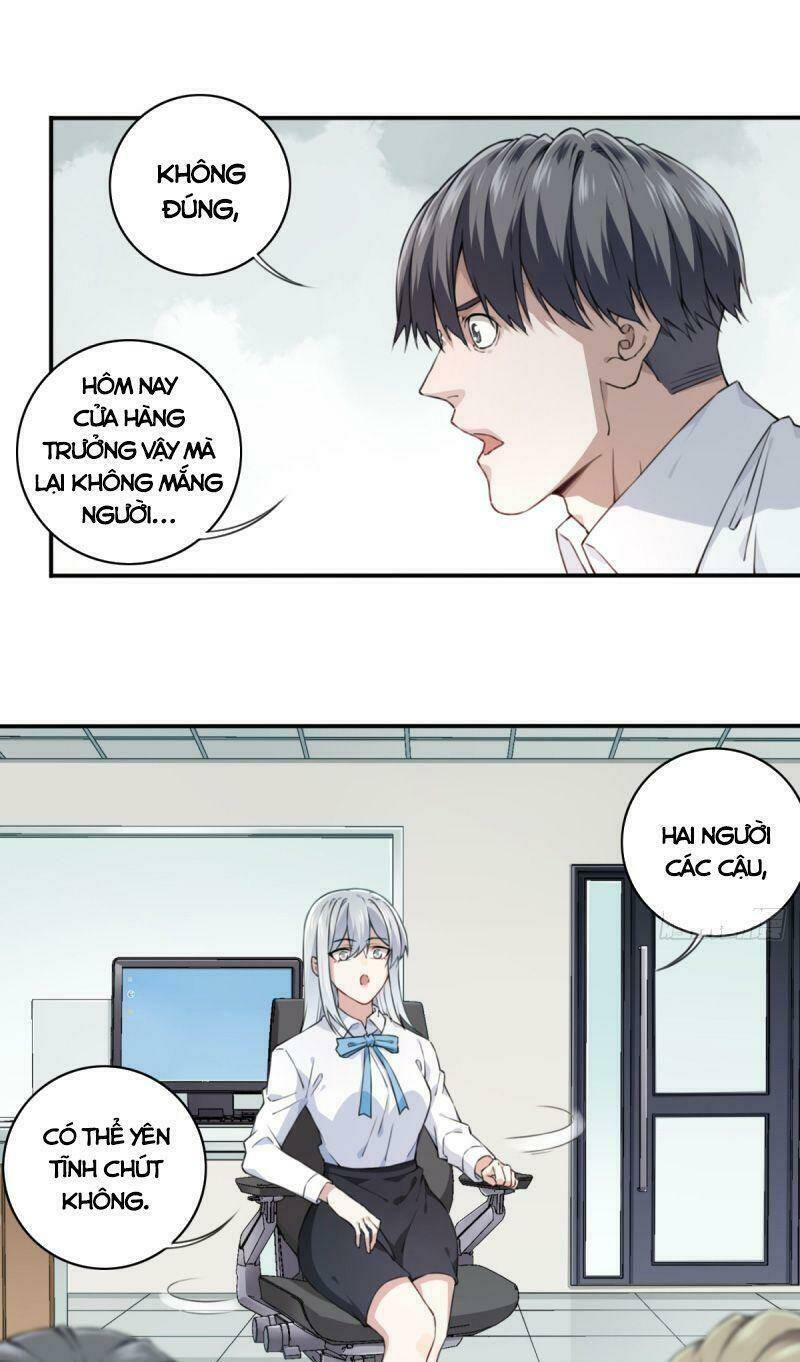 KHÔNG
ĐÚNG,
HÔM NAY
CỬA HÀNG
TRƯỞNG VẬY MÀ
LẠI KHÔNG MẮNG
NGƯỜI...
HAI NGƯỜI
CÁC CẬU,
CÓ THỂ YÊN
TĨNH CHÚT
KHÔNG.